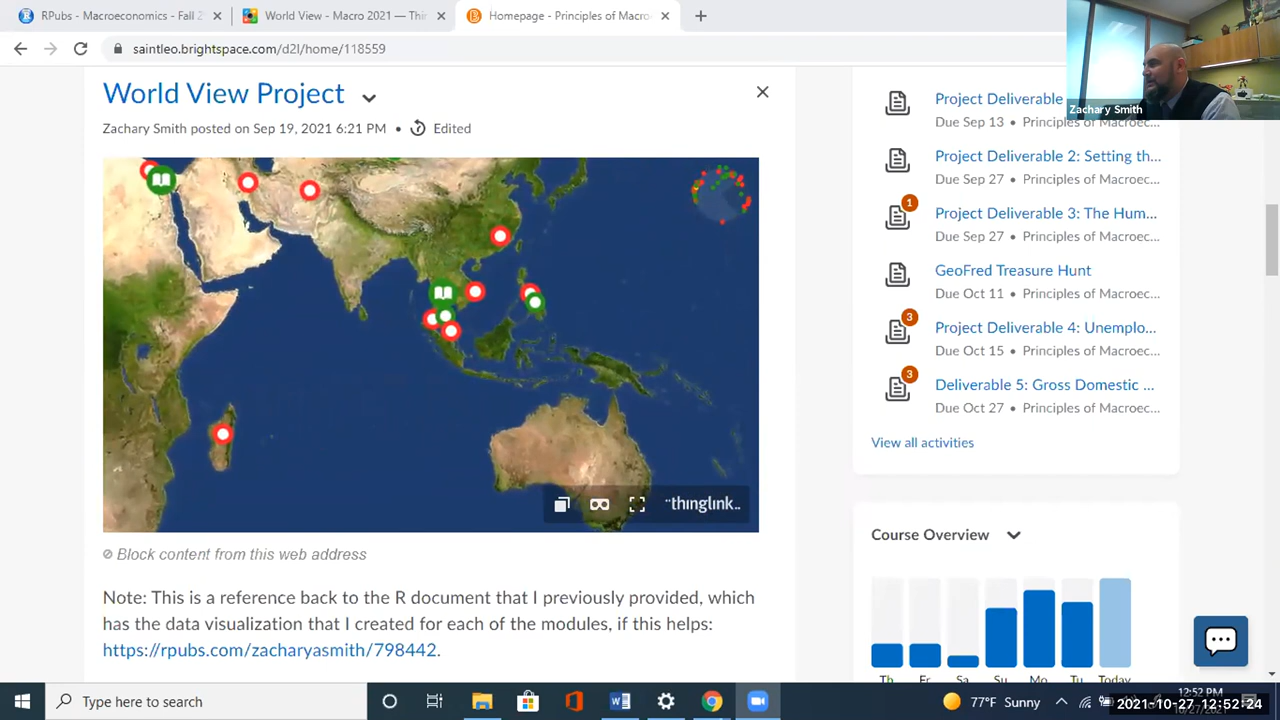 RPubs - Macroeconomics - Fall 2
World View - Macro 2021 — Thin
Homepage - Principles of Macro
saintleo.brightspace.com/d2l/home/118559
Zachary Smith
World View Project
Zachary Smith posted on Sep 19, 2021 6:21 PM • Edited
thinglink..
Block content from this web address
Note: This is a reference back to the R document that I previously provided, which
has the data visualization that I created for each of the modules, if this helps:
https://rpubs.com/zacharyasmith/798442.
Project Deliverable
Due Sep 13 • Principles of Macroec...
Project Deliverable 2: Setting th...
Due Sep 27 • Principles of Macroec...
1
Project Deliverable 3: The Hum...
Due Sep 27 • Principles of Macroec...
GeoFred Treasure Hunt
Due Oct 11 • Principles of Macroec...
3
Project Deliverable 4: Unemplo...
Due Oct 15 • Principles of Macroec...
3
Deliverable 5: Gross Domestic ...
Due Oct 27 • Principles of Macroec...
View all activities
Course Overview
Th Fr Sa Su Mo Tu Today
Type here to search
77°F Sunny
12:52 PM
2021-10-27 12:52:24